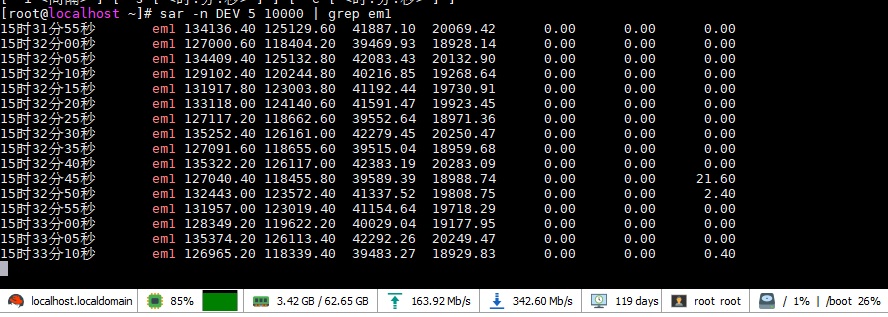 [root@localhost ~]# sar -n DEV 5 10000 | grep em1
15时31分55秒 em1 134136.40 125129.60 41887.10 20069.42 0.00 0.00 0.00
15时32分00秒 em1 127000.60 118404.20 39469.93 18928.14 0.00 0.00 0.00
15时32分05秒 em1 134409.40 125132.80 42083.43 20132.90 0.00 0.00 0.00
15时32分10秒 em1 129102.40 120244.80 40216.85 19268.64 0.00 0.00 0.00
15时32分15秒 em1 131917.80 123003.80 41192.44 19730.91 0.00 0.00 0.00
15时32分20秒 em1 133118.00 124140.60 41591.47 19923.45 0.00 0.00 0.00
15时32分25秒 em1 127117.20 118662.60 39552.64 18971.36 0.00 0.00 0.00
15时32分30秒 em1 135252.40 126161.00 42279.45 20250.47 0.00 0.00 0.00
15时32分35秒 em1 127091.60 118655.60 39515.04 18959.68 0.00 0.00 0.00
15时32分40秒 em1 135322.20 126117.00 42383.19 20283.09 0.00 0.00 0.00
15时32分45秒 em1 127040.40 118455.80 39589.39 18988.74 0.00 0.00 21.60
15时32分50秒 em1 132443.00 123572.40 41337.52 19808.75 0.00 0.00 2.40
15时32分55秒 em1 131957.00 123019.40 41154.64 19718.29 0.00 0.00 0.00
15时33分00秒 em1 128349.20 119622.20 40029.04 19177.95 0.00 0.00 0.00
15时33分05秒 em1 135374.20 126113.40 42292.26 20249.47 0.00 0.00 0.00
15时33分10秒 em1 126965.20 118339.40 39483.27 18929.83 0.00 0.00 0.40
localhost.localdomain 85% 3.42 GB / 62.65 GB 163.92 Mb/s 342.60 Mb/s 119 days root root / 1% | /boot 26%